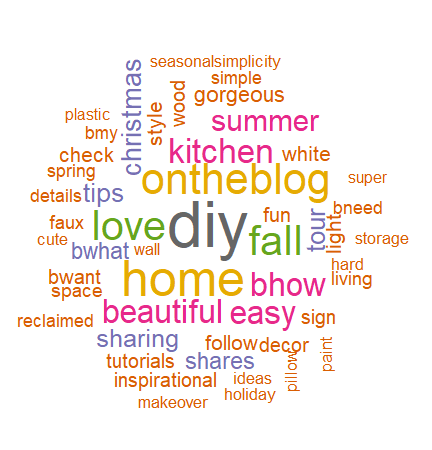 seasonalsimplicity
simple
christmas
wood
gorgeous
plastic
style
bmy
summer
check
kitchen
white
spring
ontheblog
super
details
tips
faux
love
diy
fun
tour
bneed
light
cute
bwhat
wall
fall
storage
hard
bwant
home
bhow
living
space
reclaimed
beautiful
easy
sign
sharing
follow
decor
tutorials
shares
pillow
paint
inspirational
ideas
holiday
makeover